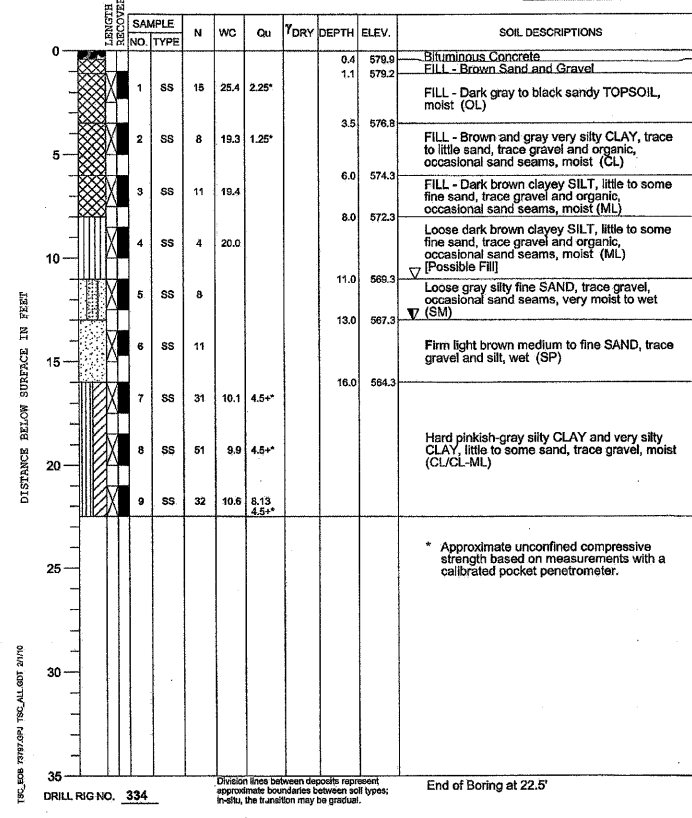 LENGTH
RECOVERY
SAMPLE
NO. TYPE N WC Qu γDRY DEPTH ELEV. SOIL DESCRIPTIONS
0
0.4 579.9 Bituminous Concrete
1.1 579.2 FILL - Brown Sand and Gravel
1 SS 15 25.4 2.25*
FILL - Dark gray to black sandy TOPSOIL,
moist (OL)
3.5 576.8
2 SS 8 19.3 1.25*
FILL - Brown and gray very silty CLAY, trace
to little sand, trace gravel and organic,
occasional sand seams, moist (CL)
5
6.0 574.3
3 SS 11 19.4
FILL - Dark brown clayey SILT, little to some
fine sand, trace gravel and organic,
occasional sand seams, moist (ML)
8.0 572.3
4 SS 4 20.0
Loose dark brown clayey SILT, little to some
fine sand, trace gravel and organic,
occasional sand seams, moist (ML)
[Possible Fill]
10
11.0 569.3
5 SS 8
Loose gray silty fine SAND, trace gravel,
occasional sand seams, very moist to wet
(SM)
13.0 567.3
6 SS 11
Firm light brown medium to fine SAND, trace
gravel and silt, wet (SP)
15
16.0 564.3
7 SS 31 10.1 4.5+*
8 SS 51 9.9 4.5+*
Hard pinkish-gray silty CLAY and very silty
CLAY, little to some sand, trace gravel, moist
(CL/CL-ML)
20
9 SS 32 10.6 8.13
4.5+*
* Approximate unconfined compressive
strength based on measurements with a
calibrated pocket penetrometer.
25
30
35
DISTANCE BELOW SURFACE IN FEET
TSC_EOB 73797.GPJ TSC_ALL.GDT 2/1/10
DRILL RIG NO. 334
Division lines between deposits represent
approximate boundaries between soil types;
in-situ, the transition may be gradual.
End of Boring at 22.5'